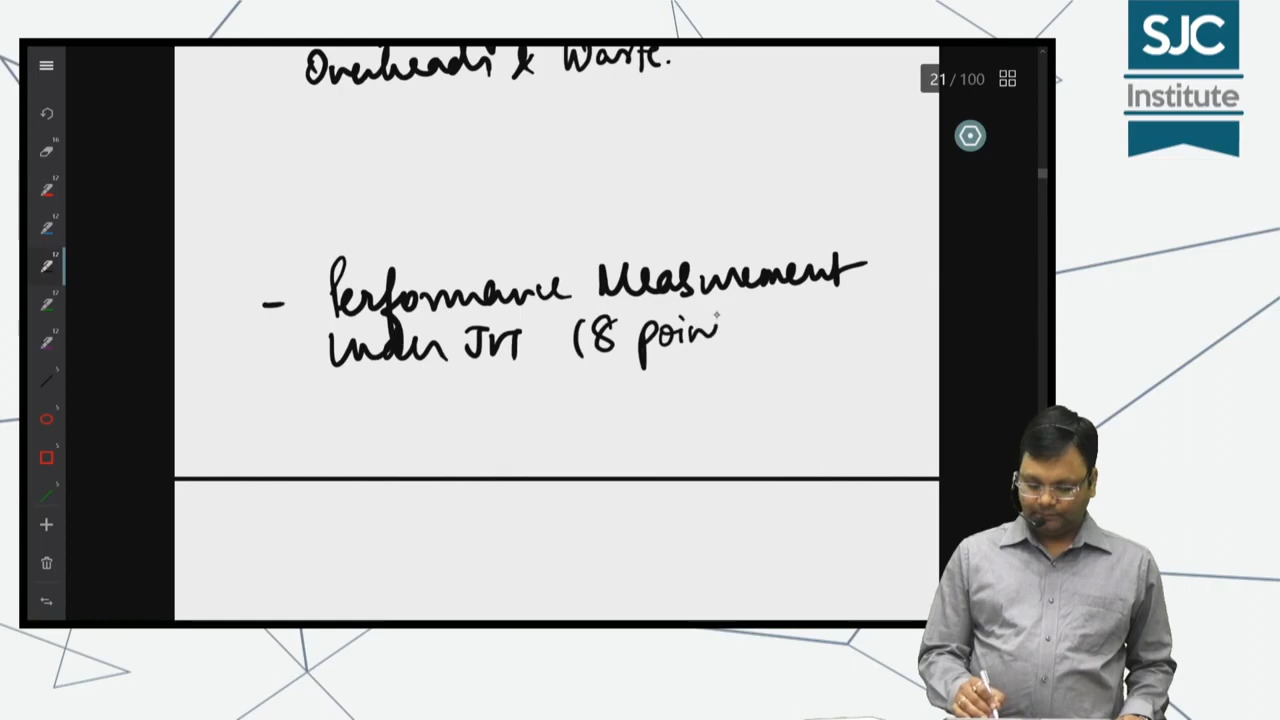 SJC
Institute
Overheads & Waste.
21 / 100
- Performance Measurement
under JIT (8 poin